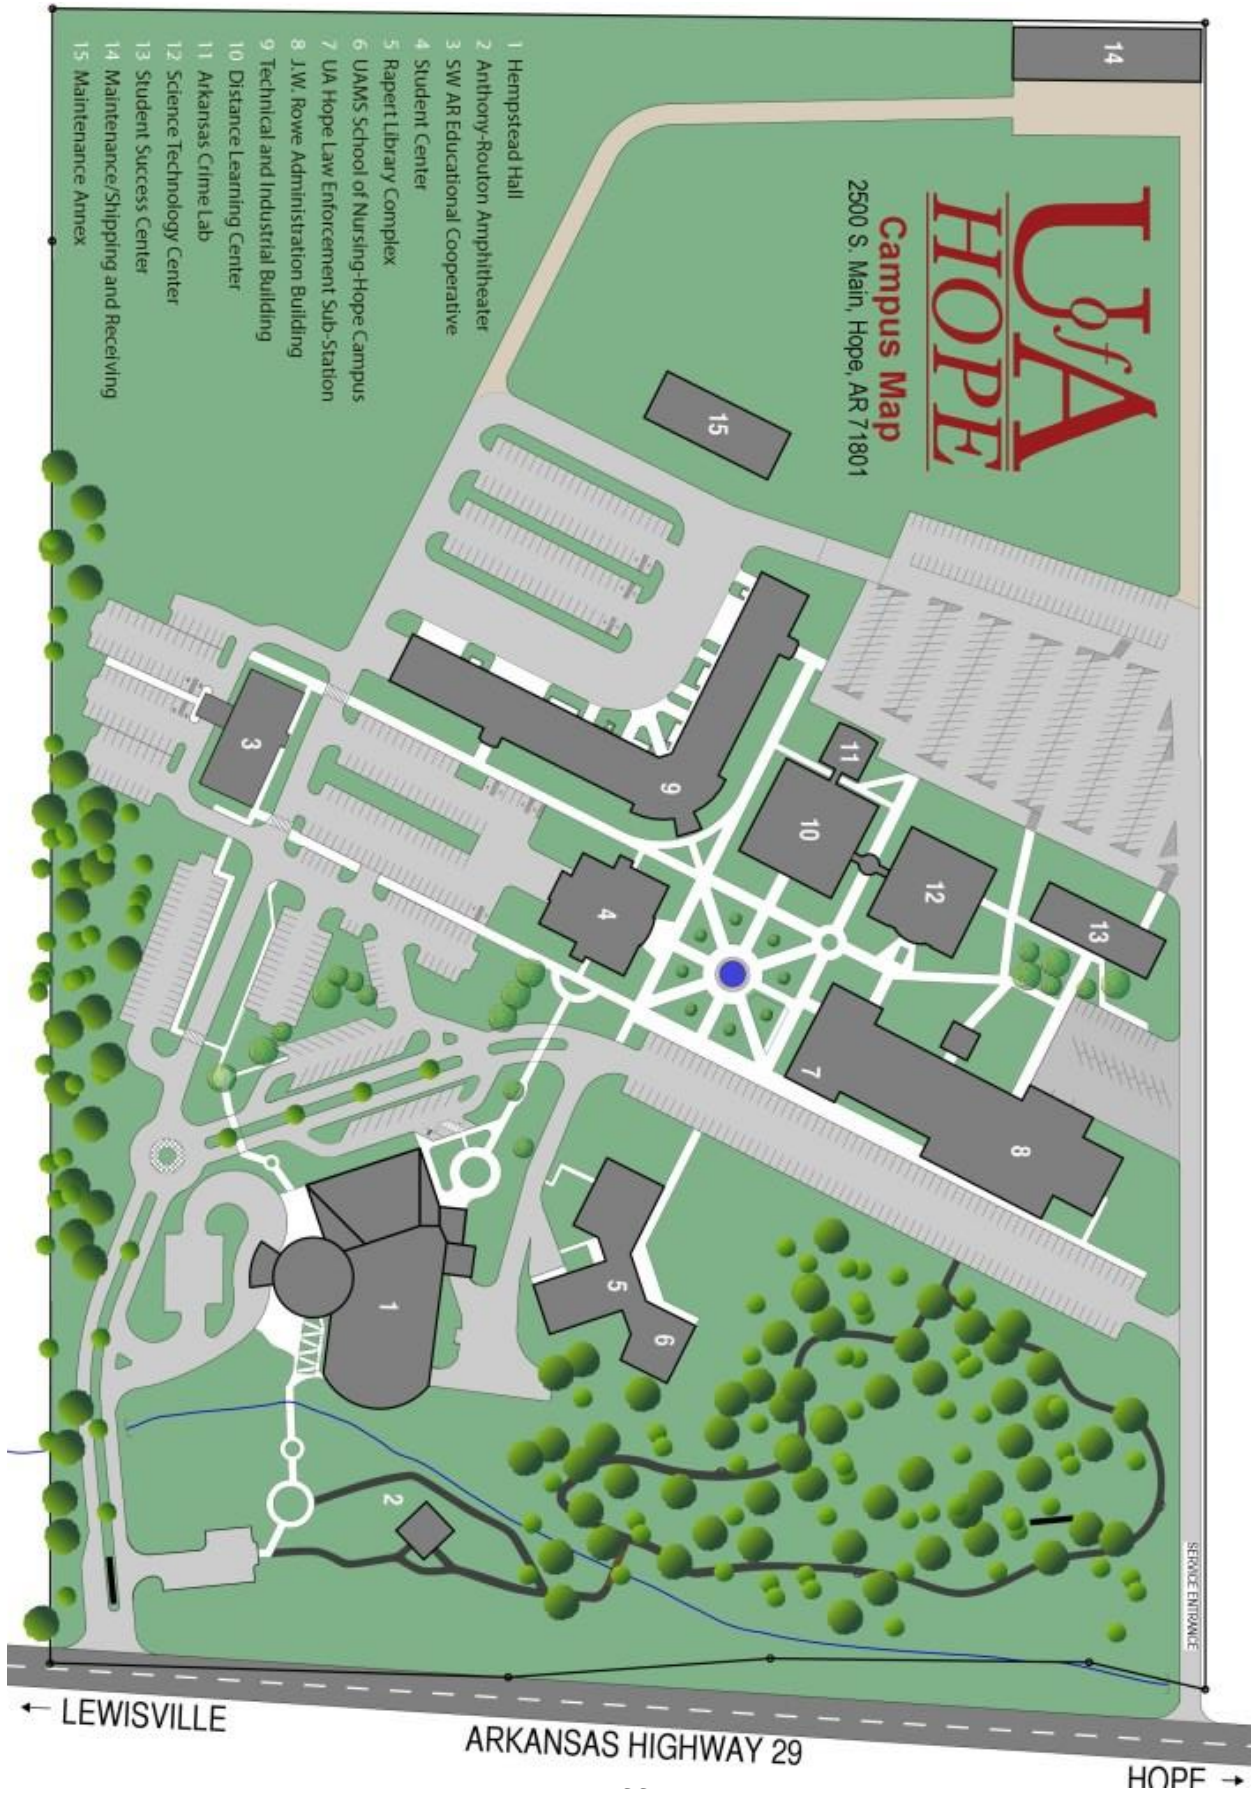 U of A
HOPE
Campus Map
2500 S. Main, Hope, AR 71801
1 Hempstead Hall
2 Anthony-Routon Amphitheater
3 SW AR Educational Cooperative
4 Student Center
5 Rapert Library Complex
6 UAMS School of Nursing-Hope Campus
7 UA Hope Law Enforcement Sub-Station
8 J.W. Rowe Administration Building
9 Technical and Industrial Building
10 Distance Learning Center
11 Arkansas Crime Lab
12 Science Technology Center
13 Student Success Center
14 Maintenance/Shipping and Receiving
15 Maintenance Annex
14
15
3
9
11
10
12
13
4
7
8
5
6
1
2
SERVICE ENTRANCE
← LEWISVILLE
ARKANSAS HIGHWAY 29
HOPE →